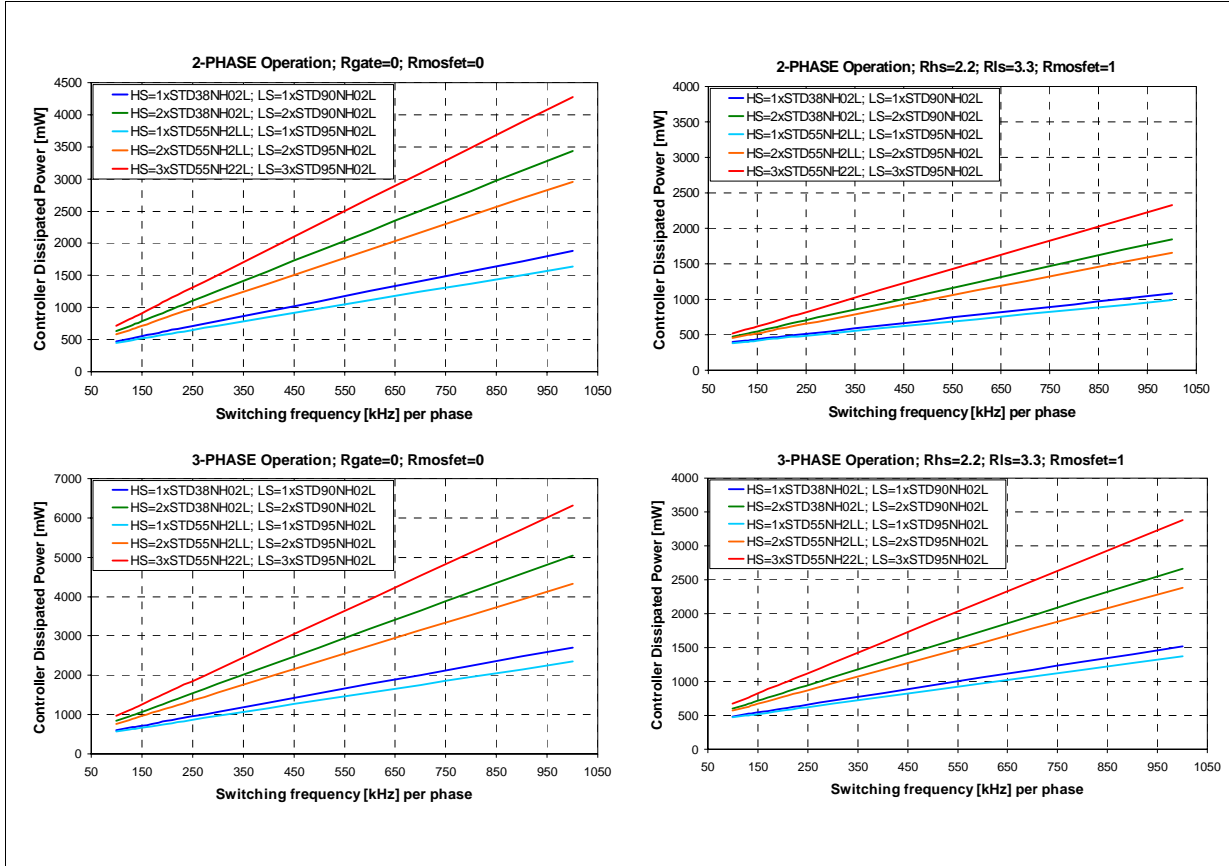 2-PHASE Operation; Rgate=0; Rmosfet=0
Controller Dissipated Power [mW]
4500
4000
3500
3000
2500
2000
1500
1000
500
0
HS=1xSTD38NH02L; LS=1xSTD90NH02L
HS=2xSTD38NH02L; LS=2xSTD90NH02L
HS=1xSTD55NH2LL; LS=1xSTD95NH02L
HS=2xSTD55NH2LL; LS=2xSTD95NH02L
HS=3xSTD55NH22L; LS=3xSTD95NH02L
50 150 250 350 450 550 650 750 850 950 1050
Switching frequency [kHz] per phase
2-PHASE Operation; Rhs=2.2; Rls=3.3; Rmosfet=1
Controller Dissipated Power [mW]
4000
3500
3000
2500
2000
1500
1000
500
0
HS=1xSTD38NH02L; LS=1xSTD90NH02L
HS=2xSTD38NH02L; LS=2xSTD90NH02L
HS=1xSTD55NH2LL; LS=1xSTD95NH02L
HS=2xSTD55NH2LL; LS=2xSTD95NH02L
HS=3xSTD55NH22L; LS=3xSTD95NH02L
50 150 250 350 450 550 650 750 850 950 1050
Switching frequency [kHz] per phase
3-PHASE Operation; Rgate=0; Rmosfet=0
Controller Dissipated Power [mW]
7000
6000
5000
4000
3000
2000
1000
0
HS=1xSTD38NH02L; LS=1xSTD90NH02L
HS=2xSTD38NH02L; LS=2xSTD90NH02L
HS=1xSTD55NH2LL; LS=1xSTD95NH02L
HS=2xSTD55NH2LL; LS=2xSTD95NH02L
HS=3xSTD55NH22L; LS=3xSTD95NH02L
50 150 250 350 450 550 650 750 850 950 1050
Switching frequency [kHz] per phase
3-PHASE Operation; Rhs=2.2; Rls=3.3; Rmosfet=1
Controller Dissipated Power [mW]
4000
3500
3000
2500
2000
1500
1000
500
0
HS=1xSTD38NH02L; LS=1xSTD90NH02L
HS=2xSTD38NH02L; LS=2xSTD90NH02L
HS=1xSTD55NH2LL; LS=1xSTD95NH02L
HS=2xSTD55NH2LL; LS=2xSTD95NH02L
HS=3xSTD55NH22L; LS=3xSTD95NH02L
50 150 250 350 450 550 650 750 850 950 1050
Switching frequency [kHz] per phase